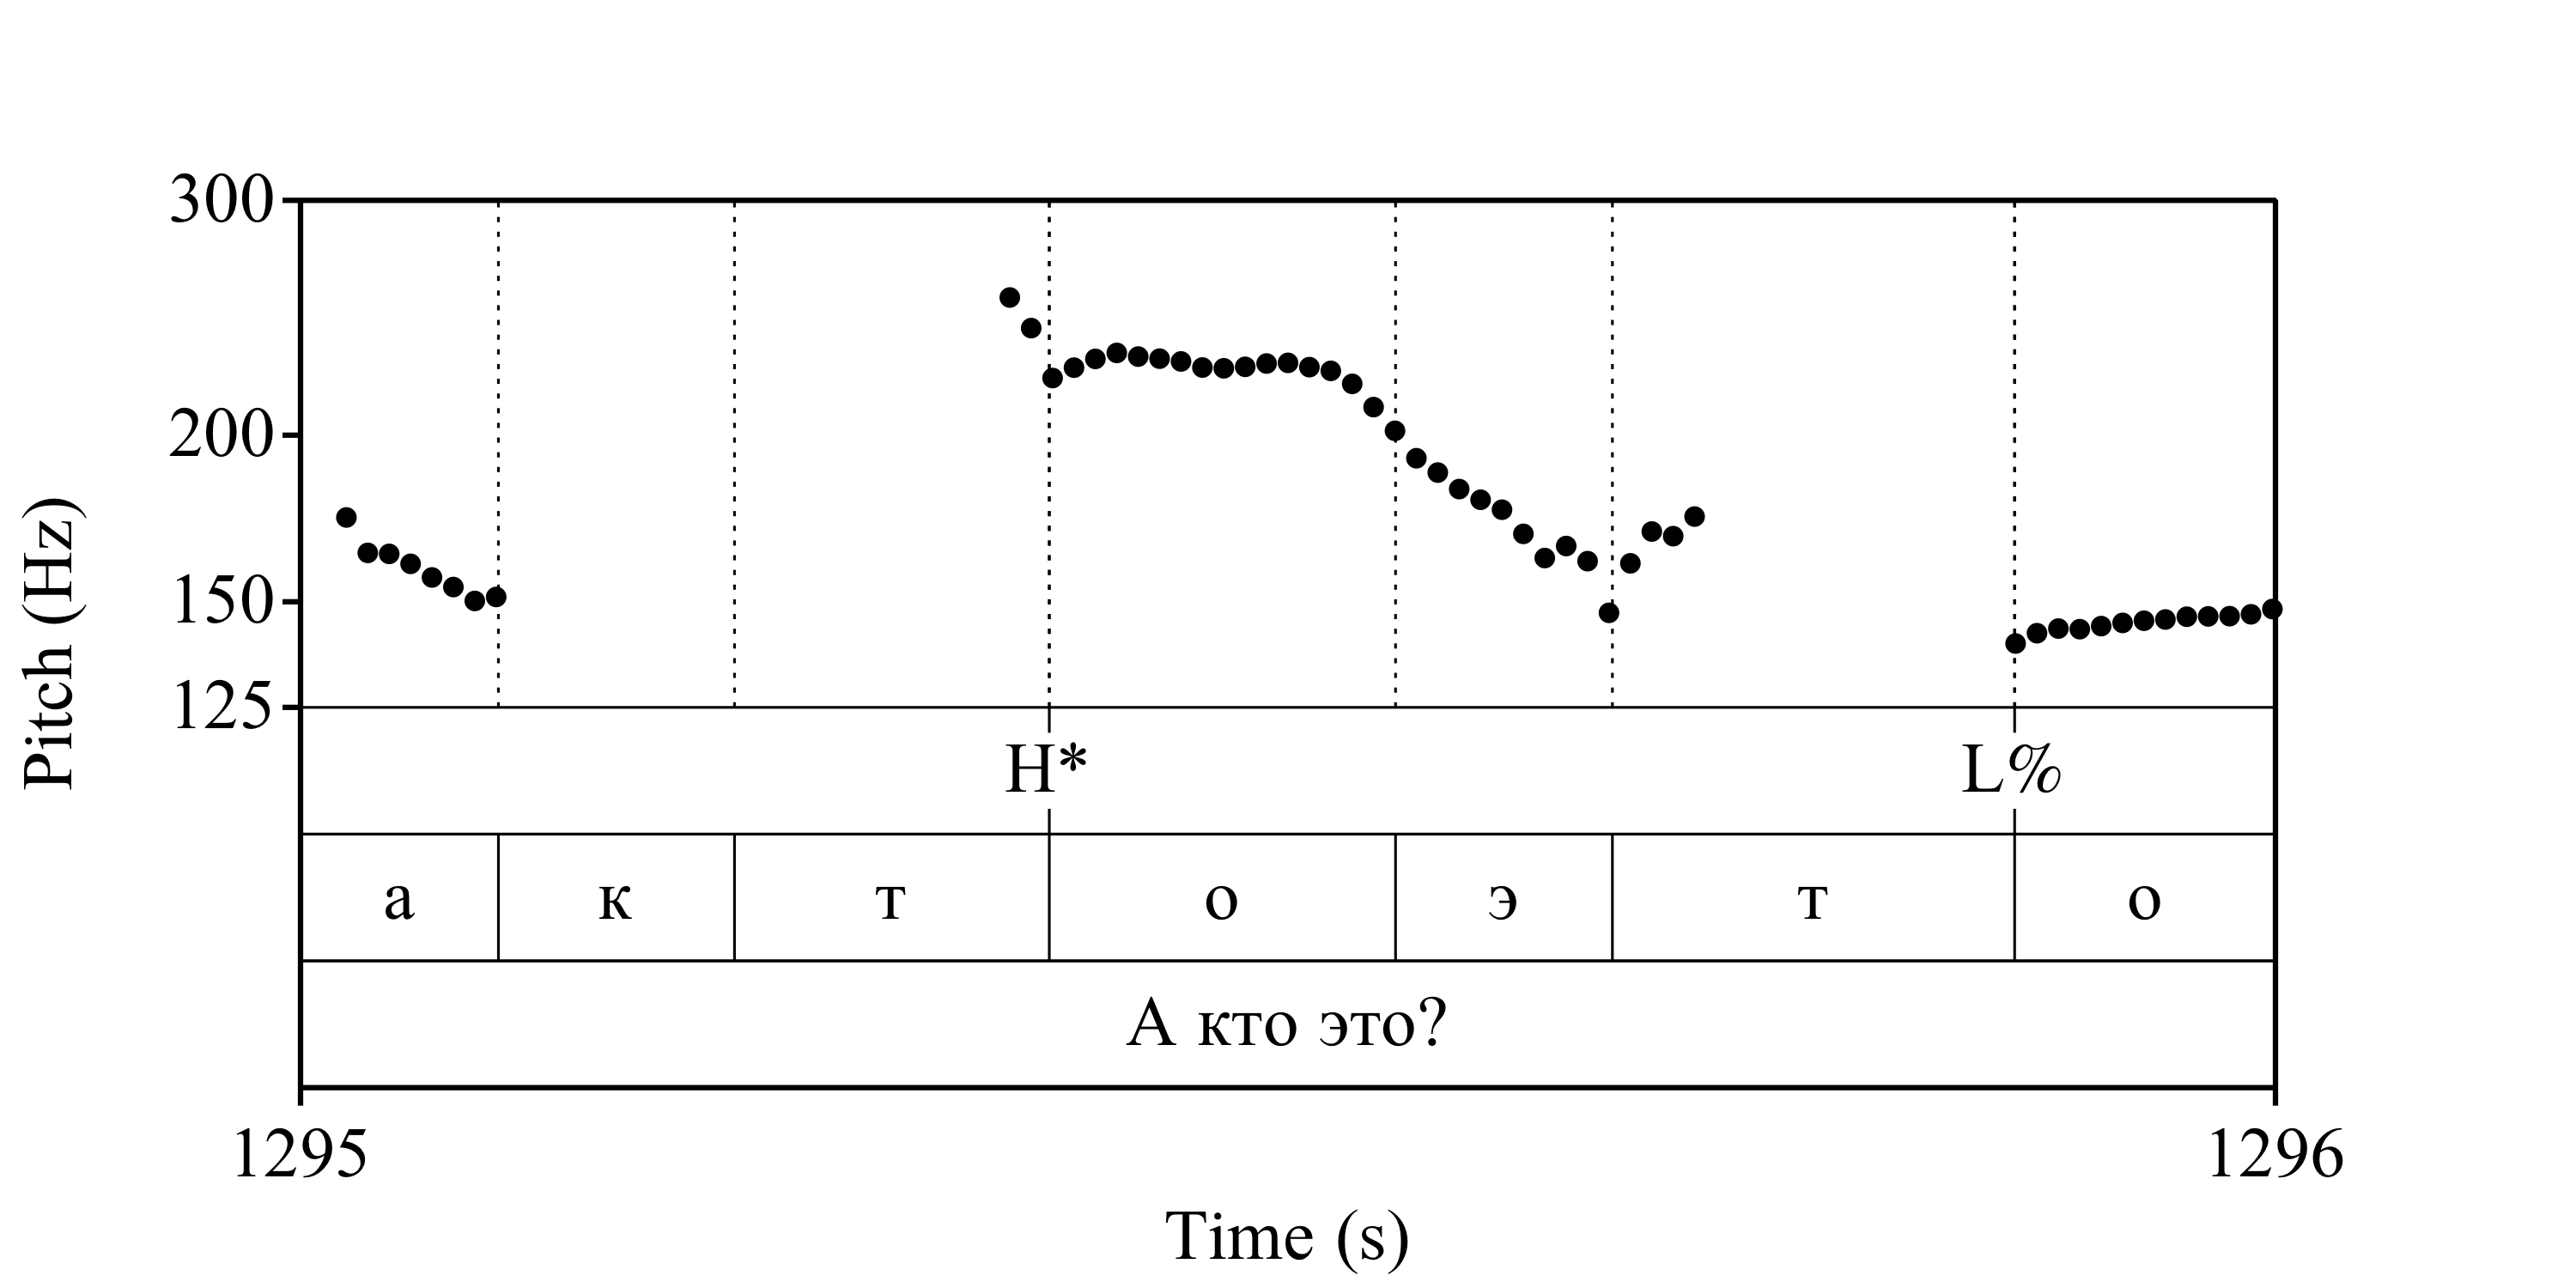 300
200
150
125
Pitch (Hz)
H* L%
а к т о э т о
А кто это?
1295 1296
Time (s)